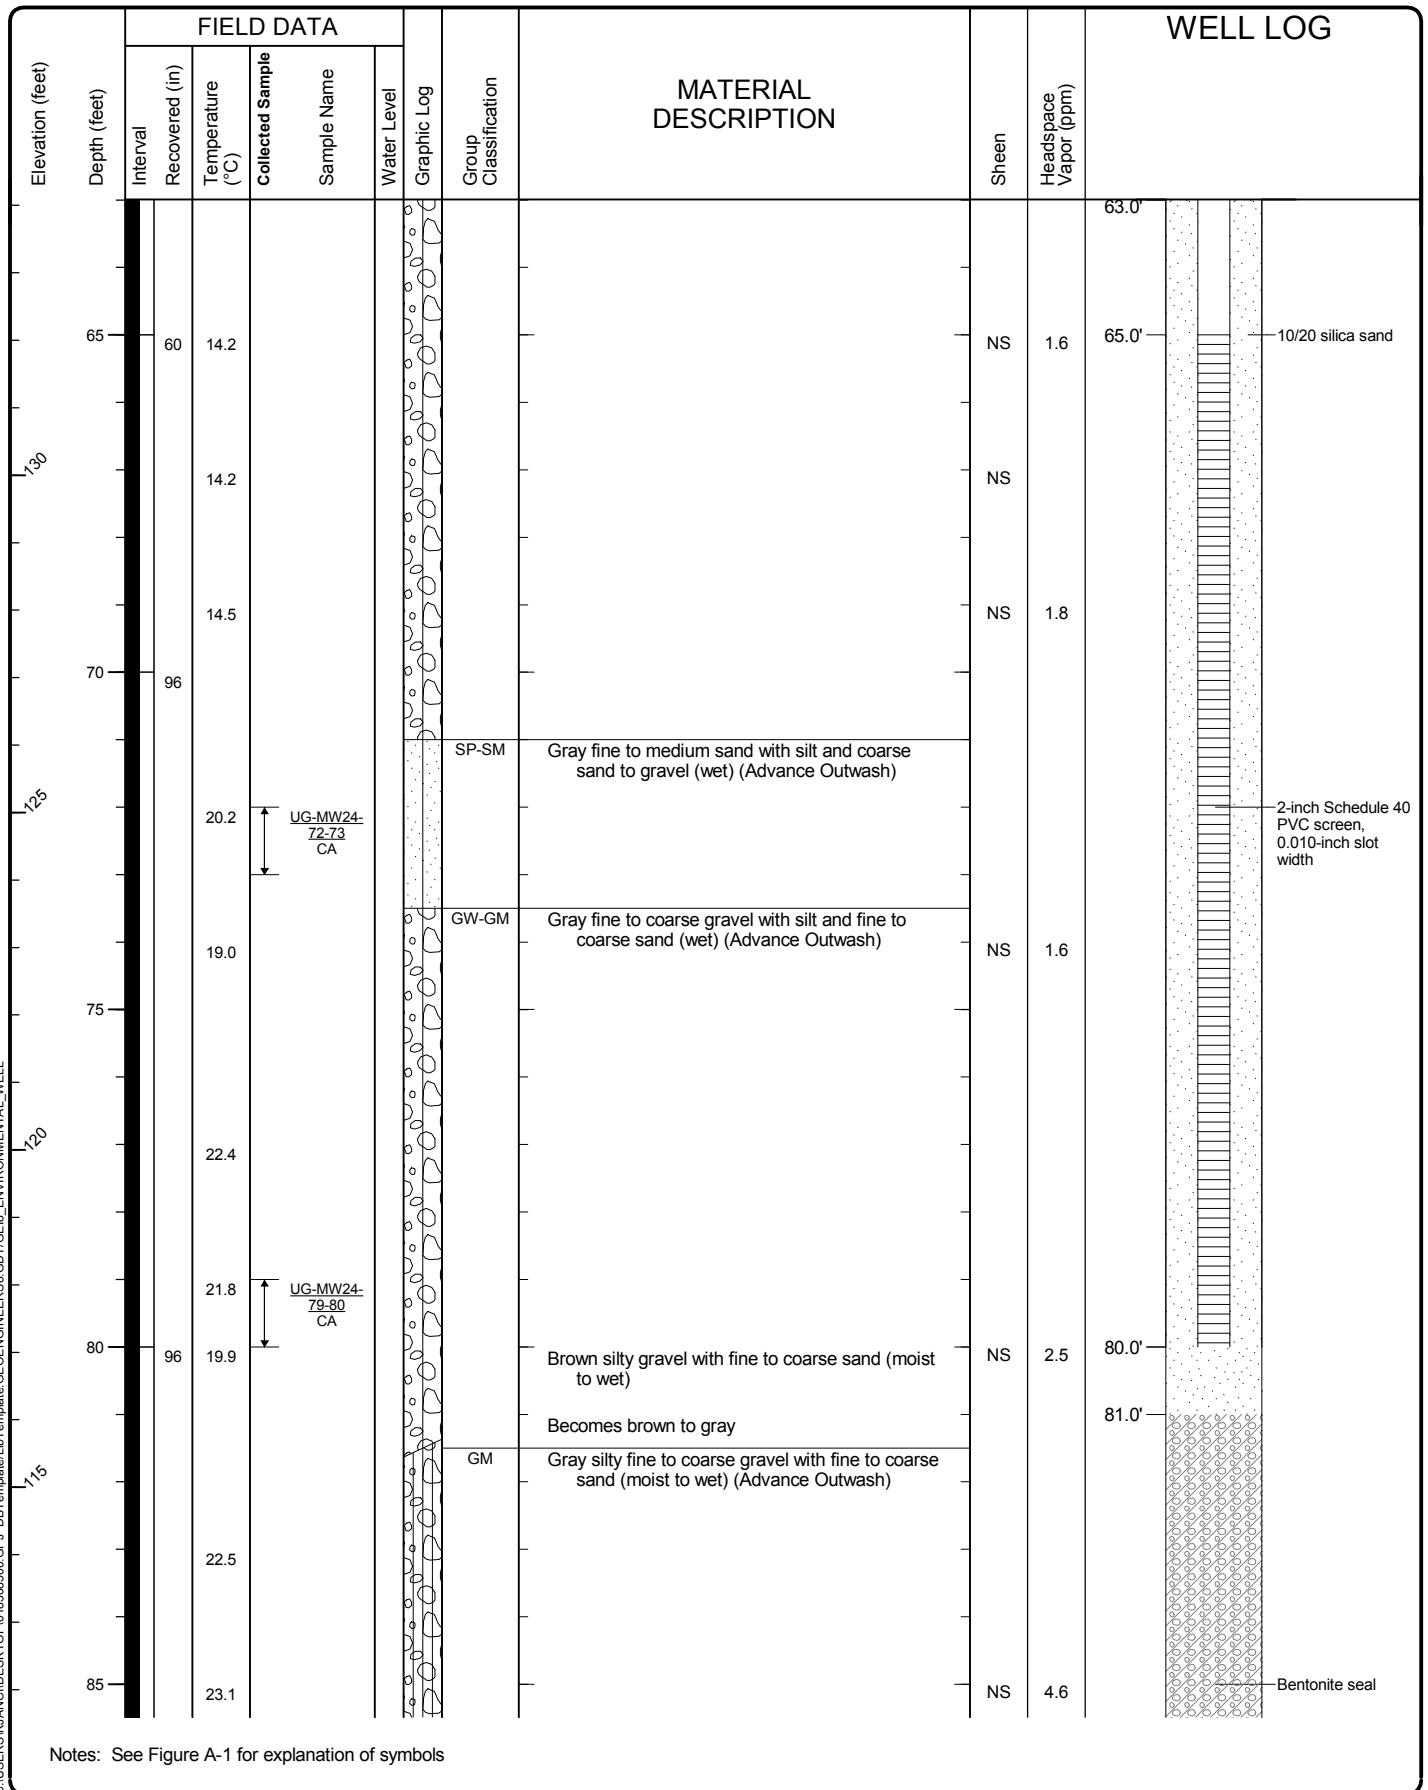 FIELD DATA
WELL LOG
Elevation (feet)
Depth (feet)
Interval
Recovered (in)
Temperature
(°C)
Collected Sample
Sample Name
Water Level
Graphic Log
Group
Classification
MATERIAL
DESCRIPTION
Sheen
Headspace
Vapor (ppm)
63.0'
65
60
14.2
NS
1.6
65.0'
10/20 silica sand
130
14.2
NS
14.5
NS
1.8
70
96
SP-SM
Gray fine to medium sand with silt and coarse
sand to gravel (wet) (Advance Outwash)
125
20.2
UG-MW24-
72-73
CA
2-inch Schedule 40
PVC screen,
0.010-inch slot
width
GW-GM
Gray fine to coarse gravel with silt and fine to
coarse sand (wet) (Advance Outwash)
19.0
NS
1.6
75
120
22.4
21.8
UG-MW24-
79-80
CA
80
96
19.9
Brown silty gravel with fine to coarse sand (moist
to wet)
NS
2.5
80.0'
Becomes brown to gray
81.0'
GM
Gray silty fine to coarse gravel with fine to coarse
sand (moist to wet) (Advance Outwash)
115
22.5
85
23.1
NS
4.6
Bentonite seal
Notes: See Figure A-1 for explanation of symbols